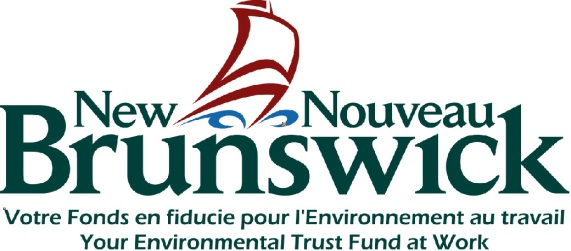 New Nouveau
Brunswick
Votre Fonds en fiducie pour l'Environnement au travail
Your Environmental Trust Fund at Work